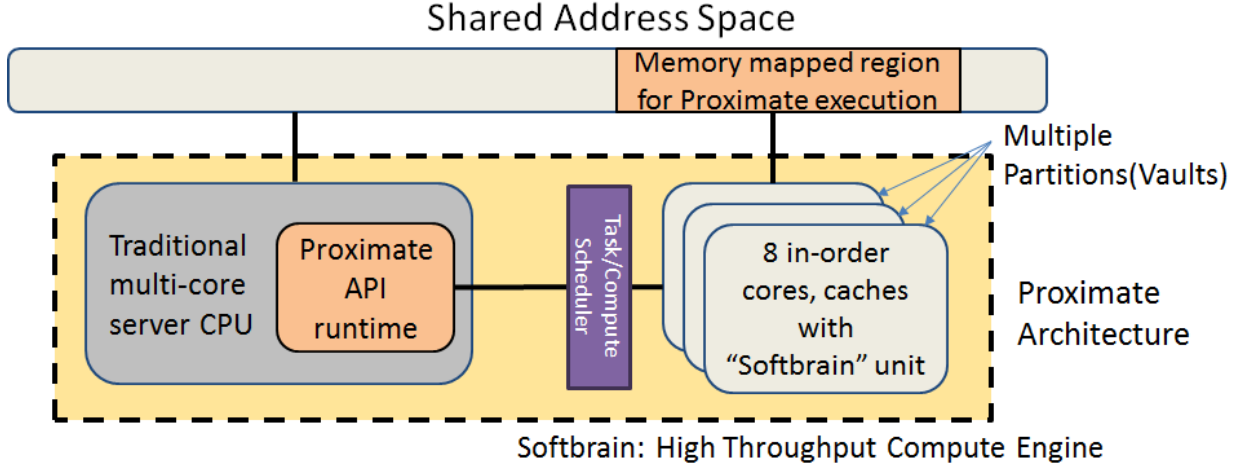 Shared Address Space
Memory mapped region
for Proximate execution
Multiple
Partitions(Vaults)
Traditional
multi-core
server CPU
Proximate
API
runtime
Task/Compute
Scheduler
8 in-order
cores, caches
with
“Softbrain” unit
Proximate
Architecture
Softbrain: High Throughput Compute Engine